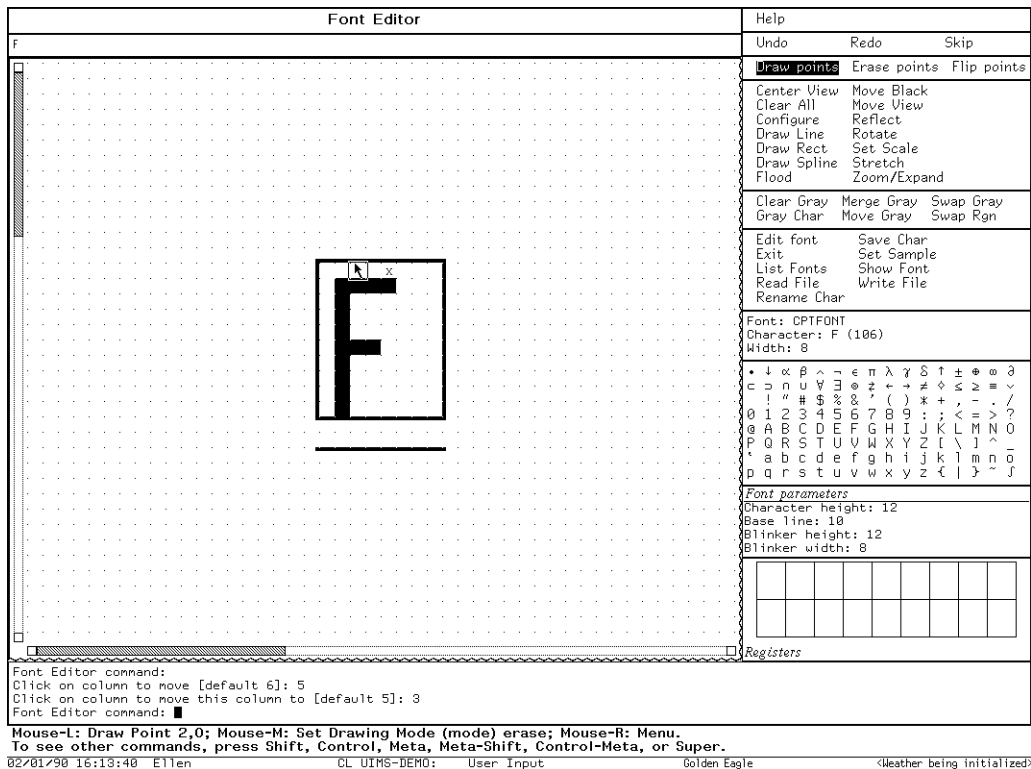 Font Editor
F
x
F
Font Editor command:
Click on column to move [default 6]: 5
Click on column to move this column to [default 5]: 3
Font Editor command:
Help
Undo Redo Skip
Draw points Erase points Flip points
Center View Move Black
Clear All Move View
Configure Reflect
Draw Line Rotate
Draw Rect Set Scale
Draw Spline Stretch
Flood Zoom/Expand
Clear Gray Merge Gray Swap Gray
Gray Char Move Gray Swap Rgn
Edit font Save Char
Exit Set Sample
List Fonts Show Font
Read File Write File
Rename Char
Font: CPTFONT
Character: F (106)
Width: 8
· ↓ α β ^ ¬ ε π λ γ δ ↑ ± ⊕ ∞ ∂
⊂ ⊃ ∩ ∪ ∀ ∃ ⊗ ⇄ ← → ≠ ◊ ≤ ≥ ≡ ∨
! " # $ % & ' ( ) * + , - . /
0 1 2 3 4 5 6 7 8 9 : ; < = > ?
@ A B C D E F G H I J K L M N O
P Q R S T U V W X Y Z [ \ ] ^ _
` a b c d e f g h i j k l m n o
p q r s t u v w x y z { | } ~ ∫
Font parameters
Character height: 12
Base line: 10
Blinker height: 12
Blinker width: 8
Registers
Mouse-L: Draw Point 2,0; Mouse-M: Set Drawing Mode (mode) erase; Mouse-R: Menu.
To see other commands, press Shift, Control, Meta, Meta-Shift, Control-Meta, or Super.
02/01/90 16:13:40 Ellen CL UIMS-DEMO: User Input Golden Eagle <Weather being initialized>